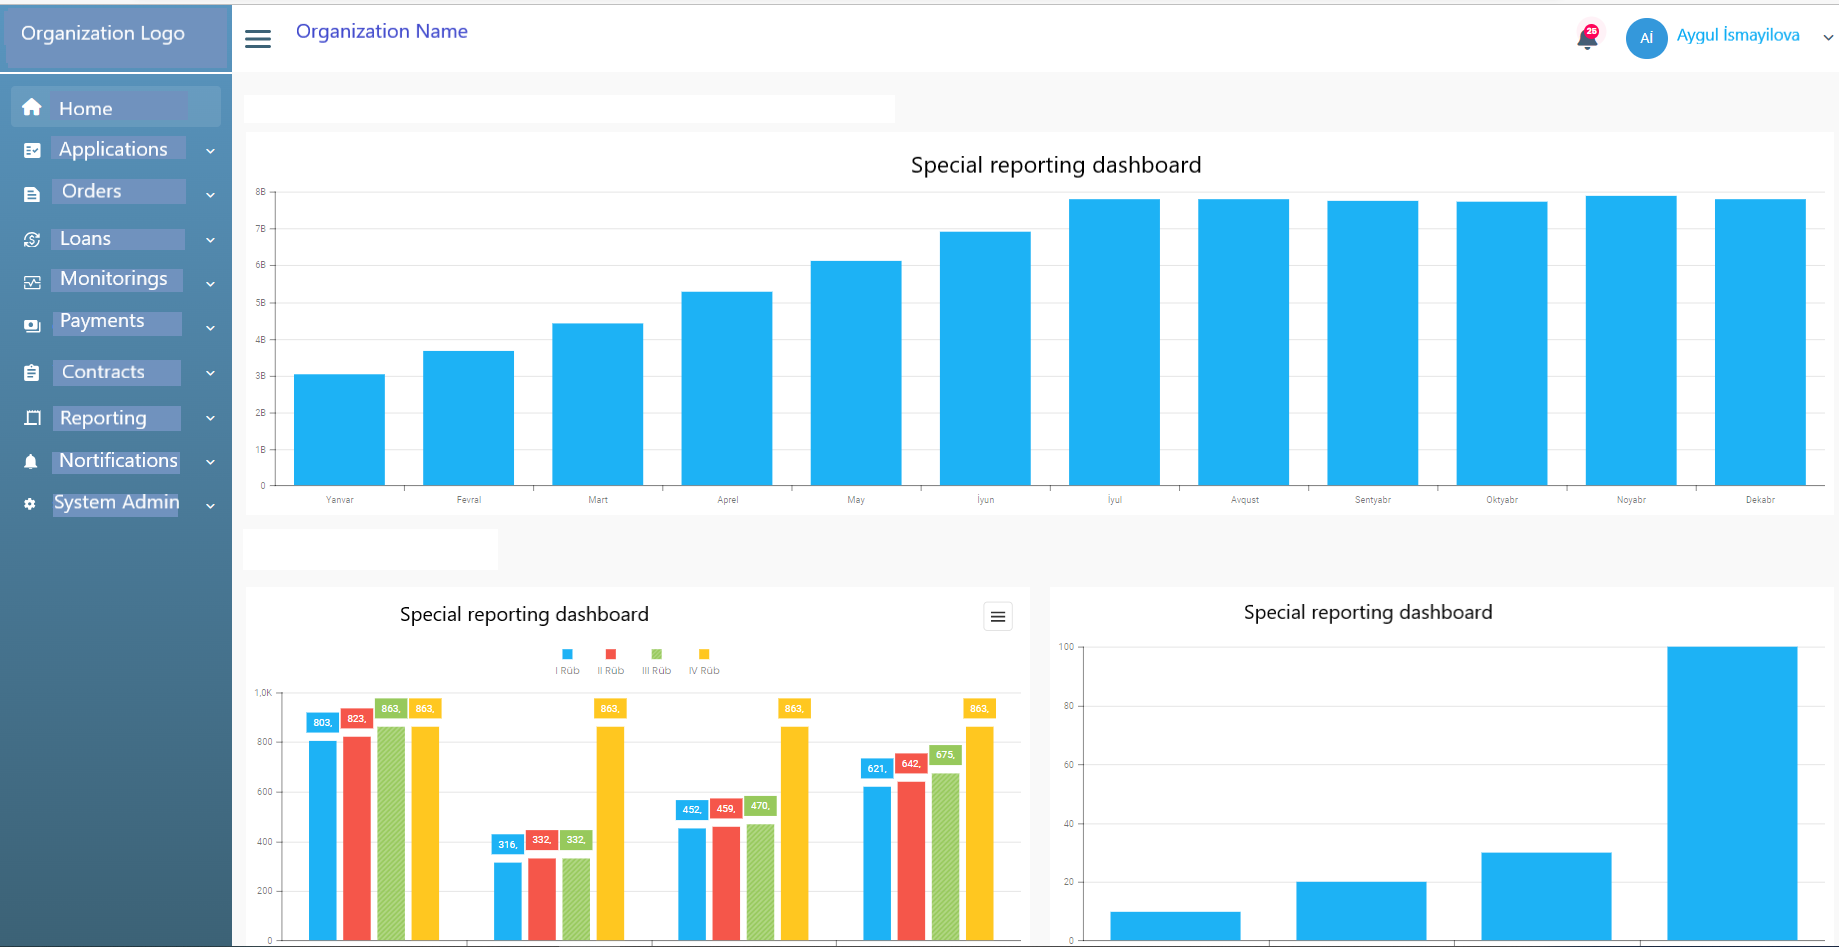 Organization Logo
Organization Name
25
Aİ
Aygul İsmayilova
Home
Applications
Orders
Loans
Monitorings
Payments
Contracts
Reporting
Nortifications
System Admin
Special reporting dashboard
8B
7B
6B
5B
4B
3B
2B
1B
0
Yanvar Fevral Mart Aprel May İyun İyul Avqust Sentyabr Oktyabr Noyabr Dekabr
Special reporting dashboard
I Rüb II Rüb III Rüb IV Rüb
1,0K
800
600
400
200
0
803, 823, 863, 863,
316, 332, 332, 863,
452, 459, 470, 863,
621, 642, 675, 863,
Special reporting dashboard
100
80
60
40
20
0